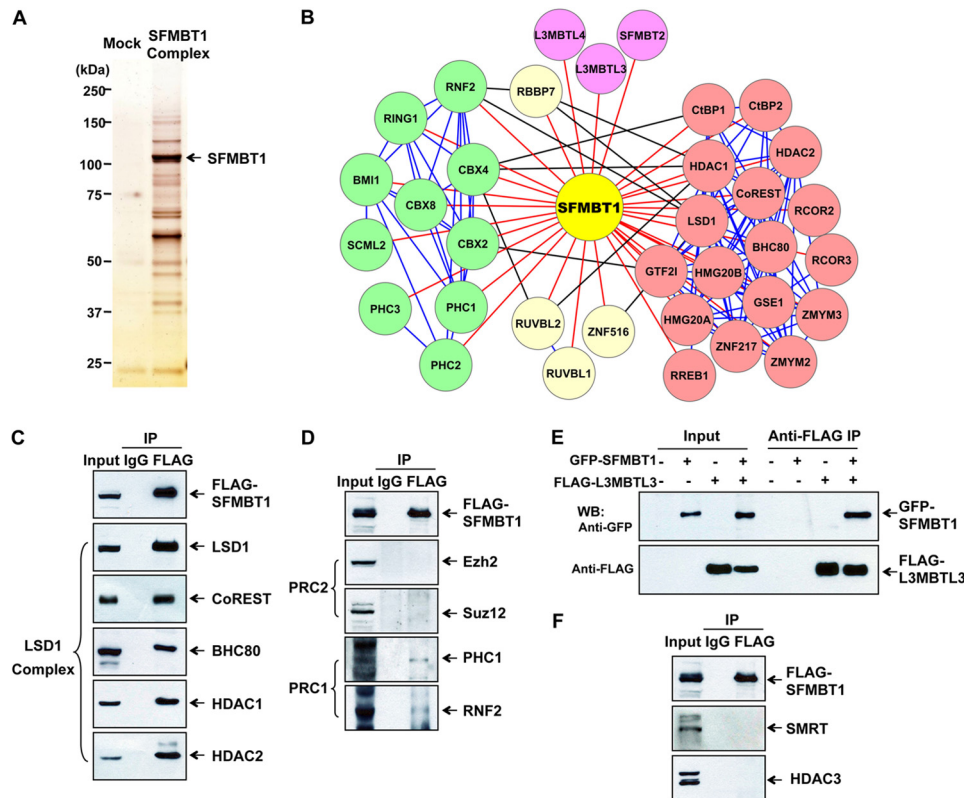 A
Mock
SFMBT1
Complex
(kDa)
250
150
100
75
50
37
25
SFMBT1
B
L3MBTL4
SFMBT2
L3MBTL3
RNF2
RBBP7
RING1
CtBP1
CtBP2
BMI1
CBX4
HDAC1
HDAC2
CBX8
SFMBT1
CoREST
SCML2
CBX2
LSD1
RCOR2
BHC80
RCOR3
GTF2I
HMG20B
PHC3
PHC1
RUVBL2
ZNF516
HMG20A
GSE1
ZMYM3
PHC2
RUVBL1
RREB1
ZNF217
ZMYM2
C
IP
Input IgG FLAG
FLAG-
SFMBT1
LSD1
CoREST
BHC80
HDAC1
HDAC2
LSD1
Complex
D
IP
Input IgG FLAG
FLAG-
SFMBT1
Ezh2
Suz12
PHC1
RNF2
PRC2
PRC1
E
Input
Anti-FLAG IP
GFP-SFMBT1 - + - + - + - +
FLAG-L3MBTL3 - - + + - - + +
WB:
Anti-GFP
GFP-
SFMBT1
Anti-FLAG
FLAG-
L3MBTL3
F
IP
Input IgG FLAG
FLAG-
SFMBT1
SMRT
HDAC3